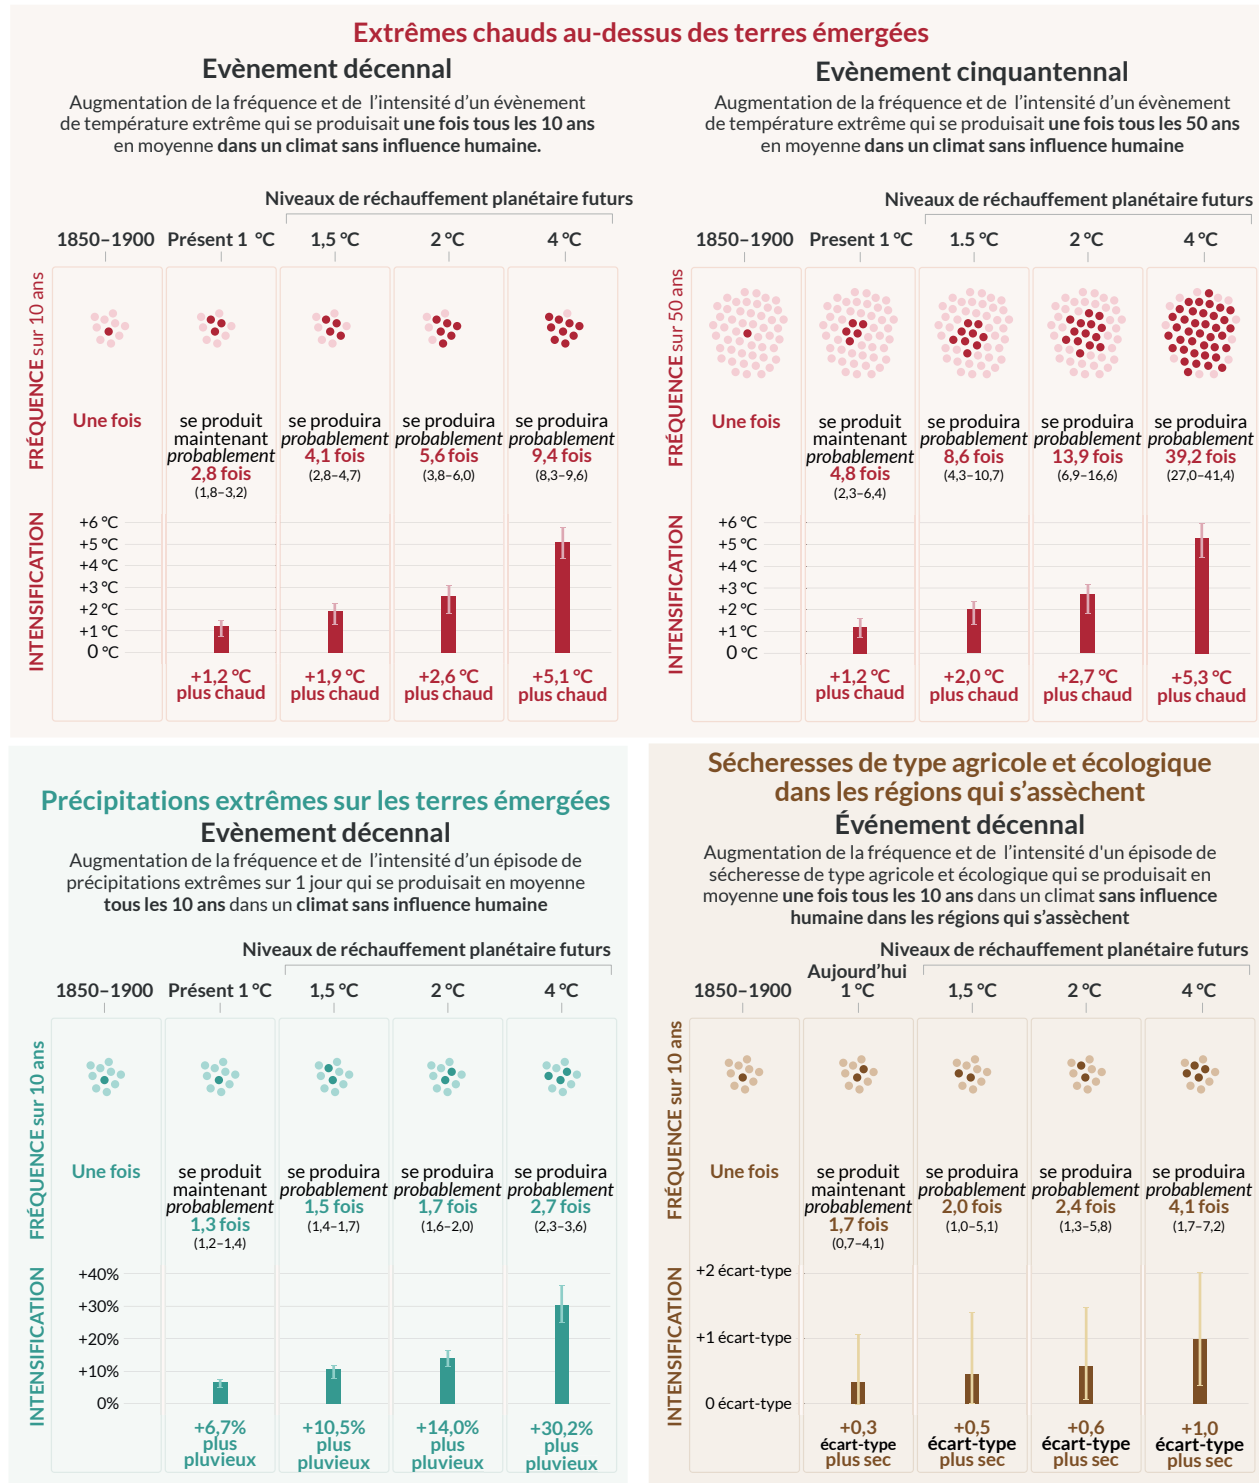 Extrêmes chauds au-dessus des terres émergées
Evènement décennal
Augmentation de la fréquence et de l’intensité d’un évènement
de température extrême qui se produisait une fois tous les 10 ans
en moyenne dans un climat sans influence humaine.
Niveaux de réchauffement planétaire futurs
1850–1900 Présent 1 °C 1,5 °C 2 °C 4 °C
FRÉQUENCE sur 10 ans
Une fois
se produit
maintenant
probablement
2,8 fois
(1,8–3,2)
se produira
probablement
4,1 fois
(2,8–4,7)
se produira
probablement
5,6 fois
(3,8–6,0)
se produira
probablement
9,4 fois
(8,3–9,6)
INTENSIFICATION
+6 °C
+5 °C
+4 °C
+3 °C
+2 °C
+1 °C
0 °C
+1,2 °C
plus chaud
+1,9 °C
plus chaud
+2,6 °C
plus chaud
+5,1 °C
plus chaud
Evènement cinquantennal
Augmentation de la fréquence et de l’intensité d’un évènement
de température extrême qui se produisait une fois tous les 50 ans
en moyenne dans un climat sans influence humaine
Niveaux de réchauffement planétaire futurs
1850–1900 Present 1 °C 1.5 °C 2 °C 4 °C
FRÉQUENCE sur 50 ans
Une fois
se produit
maintenant
probablement
4,8 fois
(2,3–6,4)
se produira
probablement
8,6 fois
(4,3–10,7)
se produira
probablement
13,9 fois
(6,9–16,6)
se produira
probablement
39,2 fois
(27,0–41,4)
INTENSIFICATION
+6 °C
+5 °C
+4 °C
+3 °C
+2 °C
+1 °C
0 °C
+1,2 °C
plus chaud
+2,0 °C
plus chaud
+2,7 °C
plus chaud
+5,3 °C
plus chaud
Précipitations extrêmes sur les terres émergées
Evènement décennal
Augmentation de la fréquence et de l’intensité d’un épisode de
précipitations extrêmes sur 1 jour qui se produisait en moyenne
tous les 10 ans dans un climat sans influence humaine
Niveaux de réchauffement planétaire futurs
1850–1900 Présent 1 °C 1,5 °C 2 °C 4 °C
FRÉQUENCE sur 10 ans
Une fois
se produit
maintenant
probablement
1,3 fois
(1,2–1,4)
se produira
probablement
1,5 fois
(1,4–1,7)
se produira
probablement
1,7 fois
(1,6–2,0)
se produira
probablement
2,7 fois
(2,3–3,6)
INTENSIFICATION
+40%
+30%
+20%
+10%
0%
+6,7%
plus
pluvieux
+10,5%
plus
pluvieux
+14,0%
plus
pluvieux
+30,2%
plus
pluvieux
Sécheresses de type agricole et écologique
dans les régions qui s’assèchent
Événement décennal
Augmentation de la fréquence et de l’intensité d'un épisode de
sécheresse de type agricole et écologique qui se produisait en
moyenne une fois tous les 10 ans dans un climat sans influence
humaine dans les régions qui s’assèchent
Niveaux de réchauffement planétaire futurs
Aujourd’hui
1850–1900 1 °C 1,5 °C 2 °C 4 °C
FRÉQUENCE sur 10 ans
Une fois
se produit
maintenant
probablement
1,7 fois
(0,7–4,1)
se produira
probablement
2,0 fois
(1,0–5,1)
se produira
probablement
2,4 fois
(1,3–5,8)
se produira
probablement
4,1 fois
(1,7–7,2)
INTENSIFICATION
+2 écart-type
+1 écart-type
0 écart-type
+0,3
écart-type
plus sec
+0,5
écart-type
plus sec
+0,6
écart-type
plus sec
+1,0
écart-type
plus sec